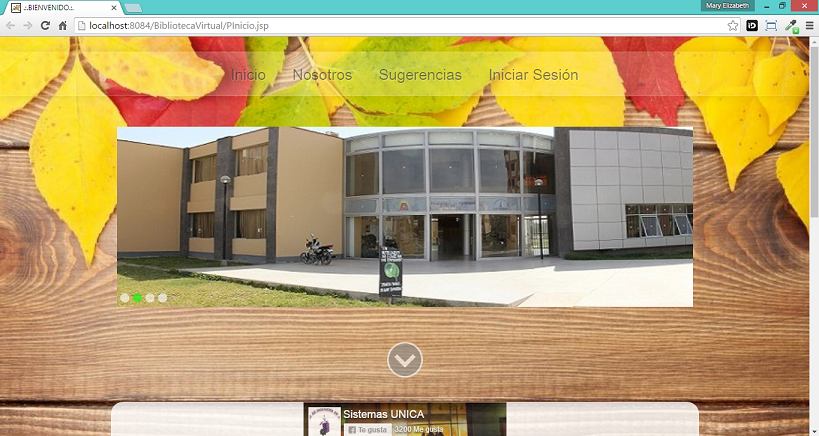 .:.BIENVENIDO.:.
Mary Elizabeth
localhost:8084/BibliotecaVirtual/PInicio.jsp
Inicio Nosotros Sugerencias Iniciar Sesión
Sistemas UNICA
Te gusta 3200 Me gusta